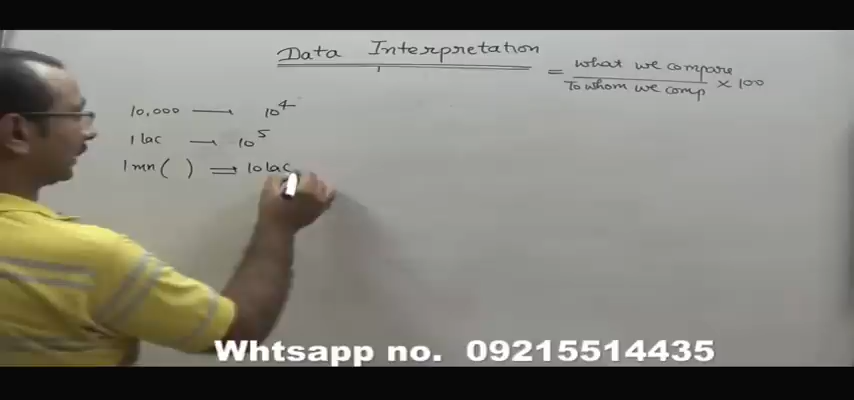 Data Interpretation
= what we compare
To whom we comp × 100
10,000 → 10⁴
1 lac → 10⁵
1 mn ( ) ⇒ 10 lac
Whtsapp no. 09215514435